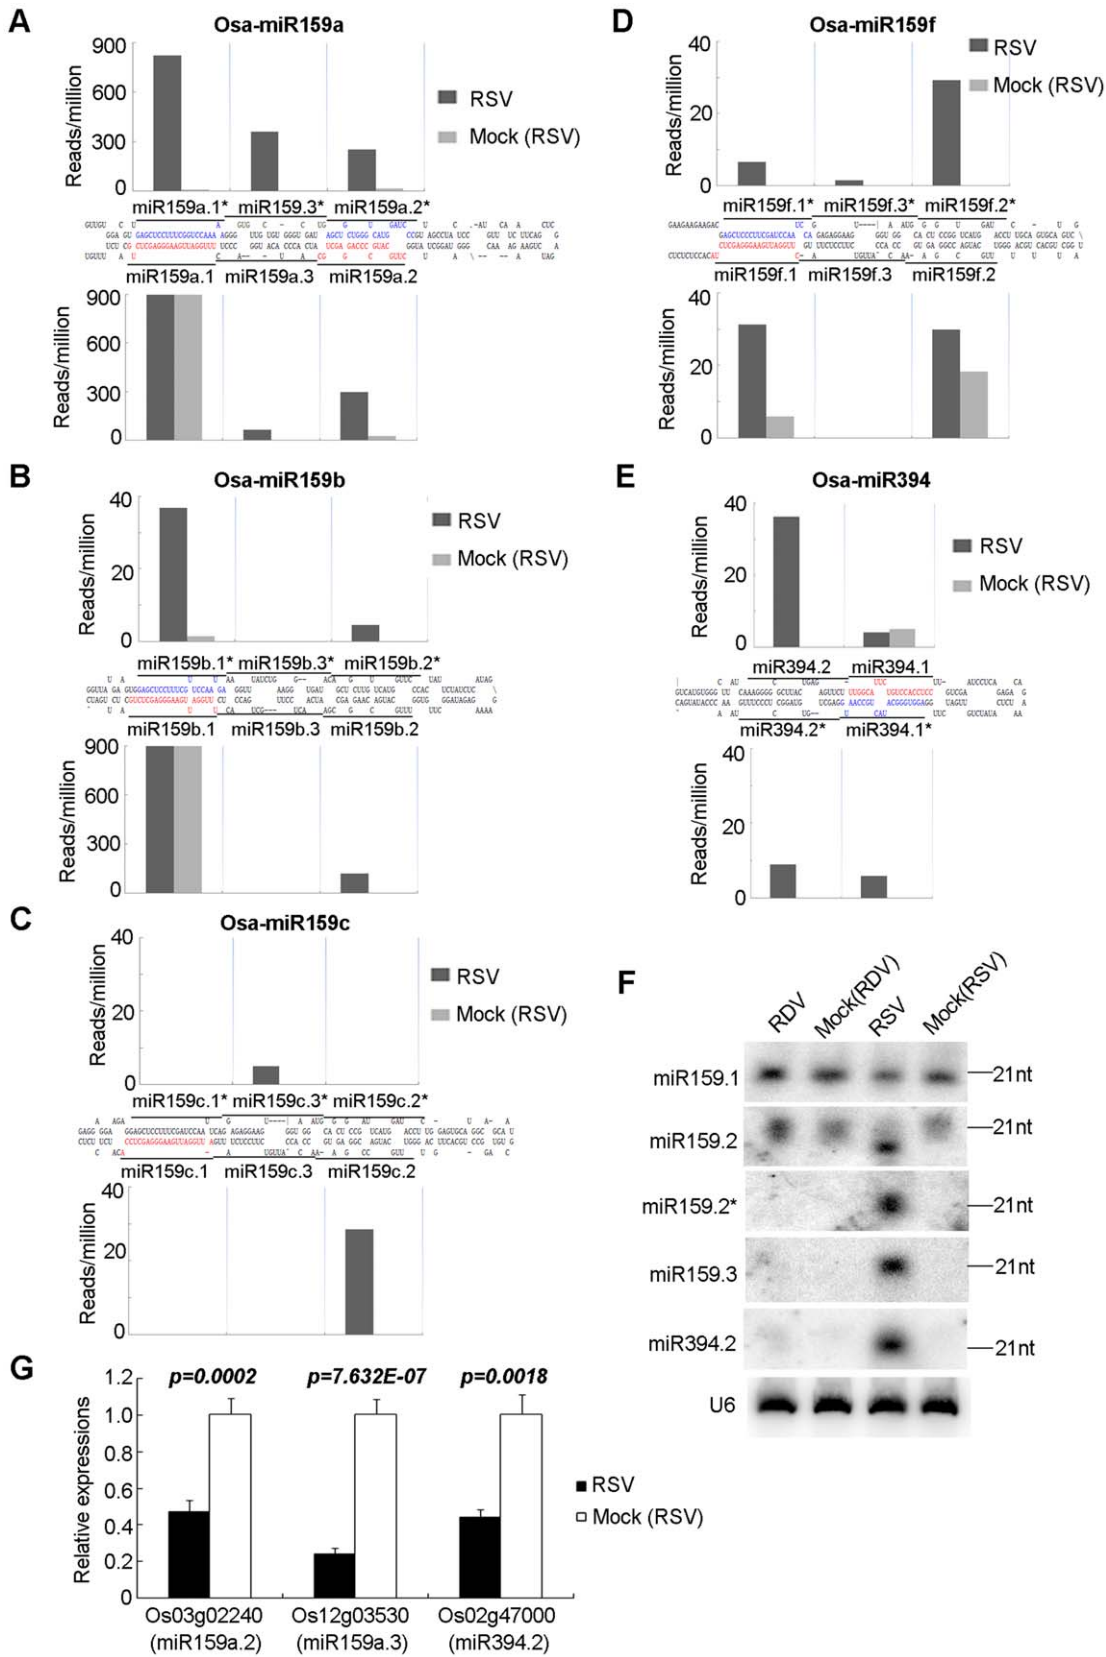 A
Osa-miR159a
900
600
300
0
Reads/million
RSV
Mock (RSV)
miR159a.1* miR159.3* miR159a.2*
miR159a.1 miR159a.3 miR159a.2
900
600
300
0
Reads/million
B
Osa-miR159b
40
20
0
Reads/million
RSV
Mock (RSV)
miR159b.1* miR159b.3* miR159b.2*
miR159b.1 miR159b.3 miR159b.2
900
600
300
0
Reads/million
C
Osa-miR159c
40
20
0
Reads/million
RSV
Mock (RSV)
miR159c.1* miR159c.3* miR159c.2*
miR159c.1 miR159c.3 miR159c.2
40
20
0
Reads/million
D
Osa-miR159f
40
20
0
Reads/million
RSV
Mock (RSV)
miR159f.1* miR159f.3* miR159f.2*
miR159f.1 miR159f.3 miR159f.2
40
20
0
Reads/million
E
Osa-miR394
40
20
0
Reads/million
RSV
Mock (RSV)
miR394.2 miR394.1
miR394.2* miR394.1*
40
20
0
Reads/million
F
RDV Mock(RDV) RSV Mock(RSV)
miR159.1 21nt
miR159.2 21nt
miR159.2* 21nt
miR159.3 21nt
miR394.2 21nt
U6
G
p=0.0002 p=7.632E-07 p=0.0018
1.2
1.0
0.8
0.6
0.4
0.2
0
Relative expressions
RSV
Mock (RSV)
Os03g02240 Os12g03530 Os02g47000
(miR159a.2) (miR159a.3) (miR394.2)